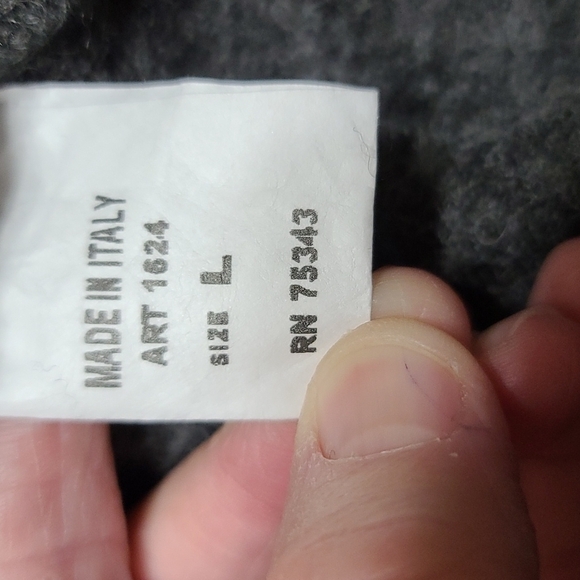 MADE IN ITALY
ART 1624
SIZE L
RN 75343